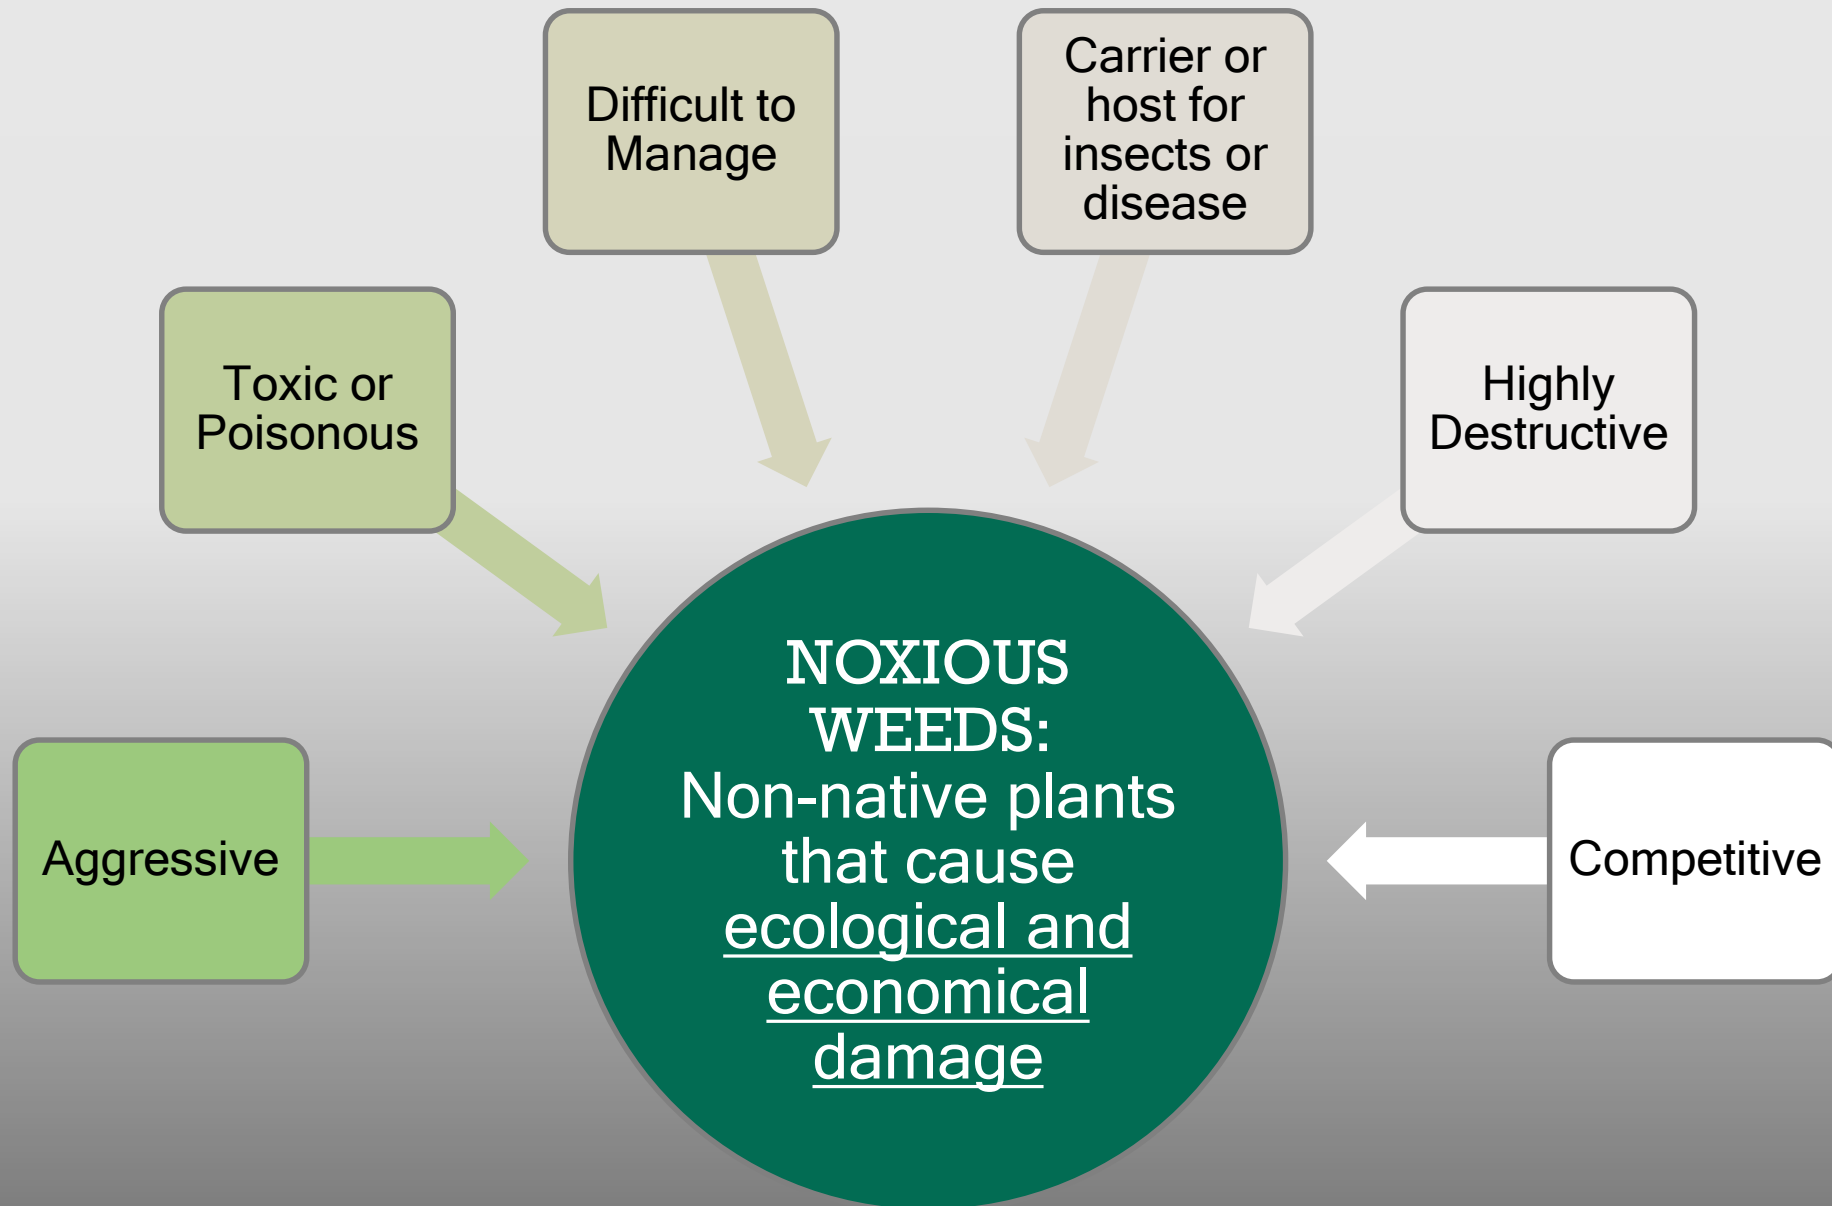 Difficult to
Manage
Carrier or
host for
insects or
disease
Toxic or
Poisonous
Highly
Destructive
Aggressive
NOXIOUS
WEEDS:
Non-native plants
that cause
ecological and
economical
damage
Competitive